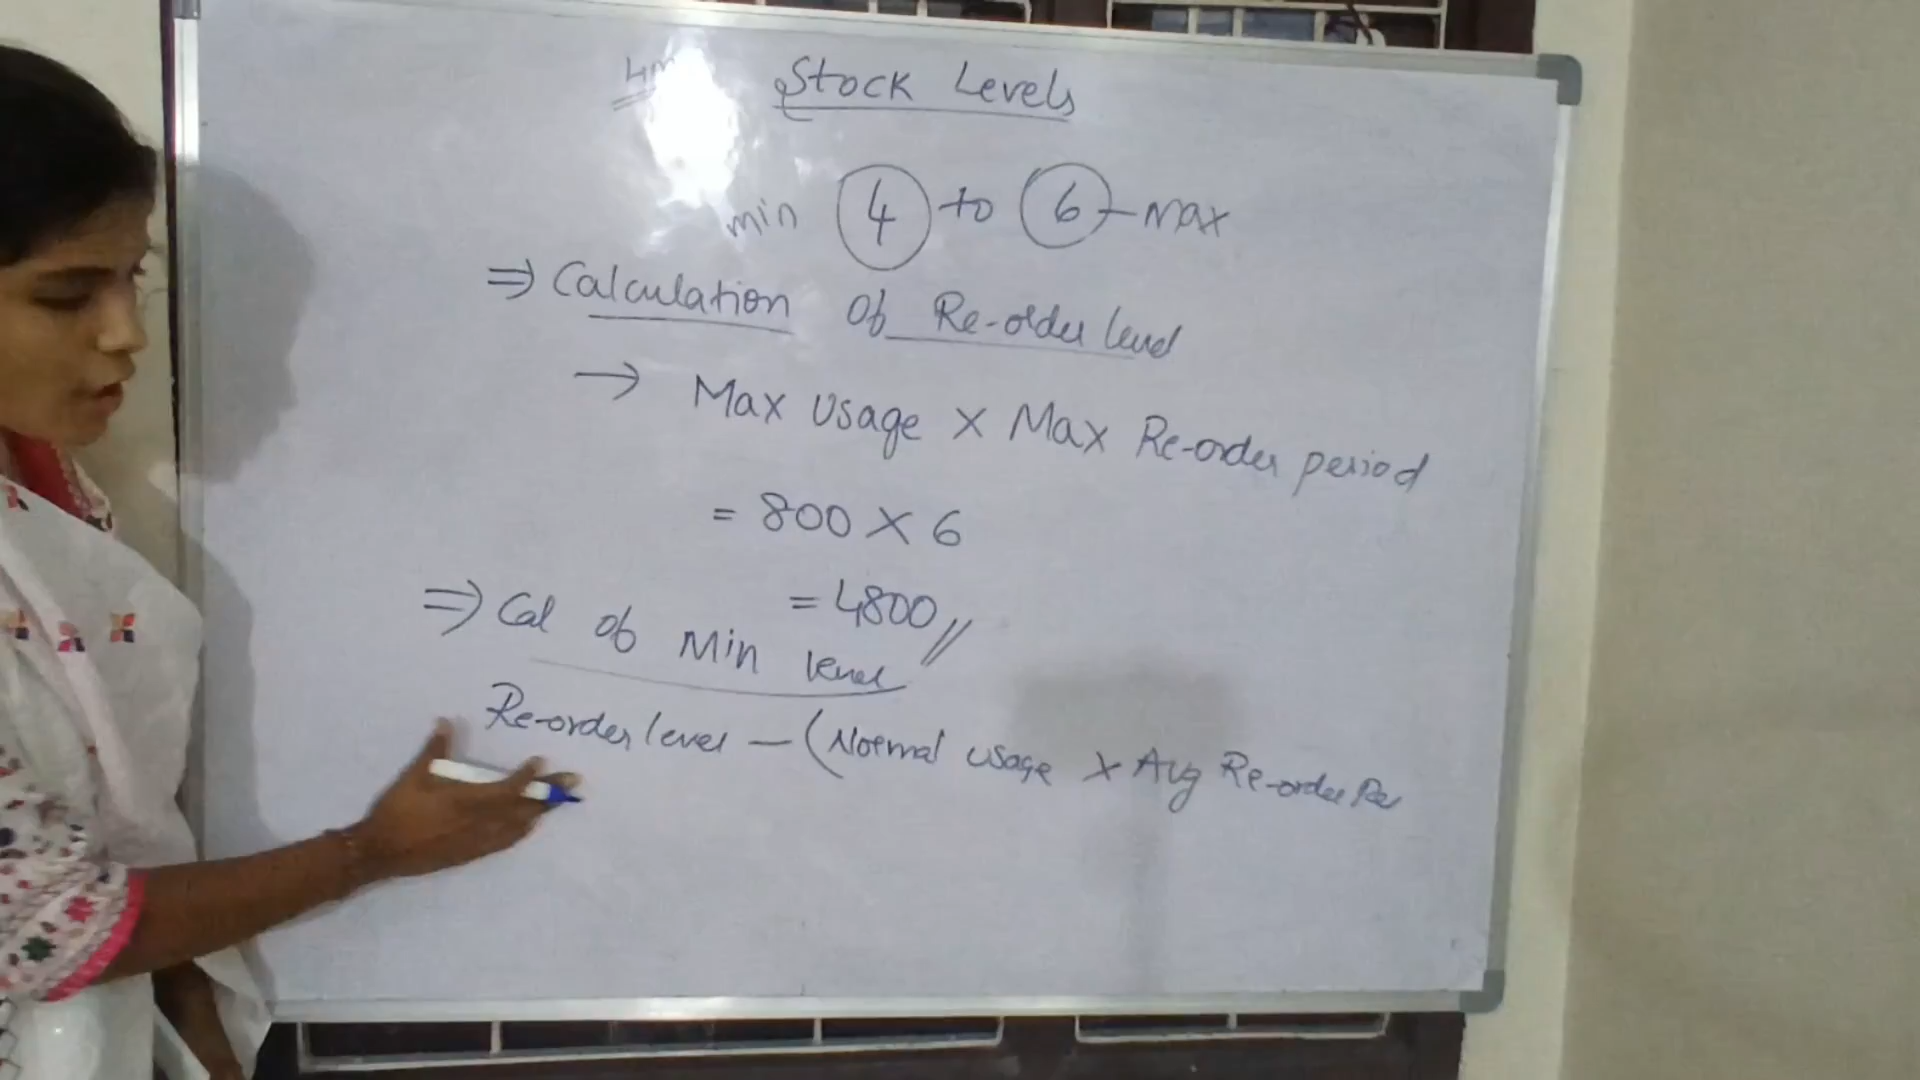 Stock Levels
min 4 to 6 - max
⇒ Calculation of Re-order level
→ Max Usage X Max Re-order period
= 800 X 6
= 4800 //
⇒ Cal of Min level
Re-order level - (Normal usage X Avg Re-order Per